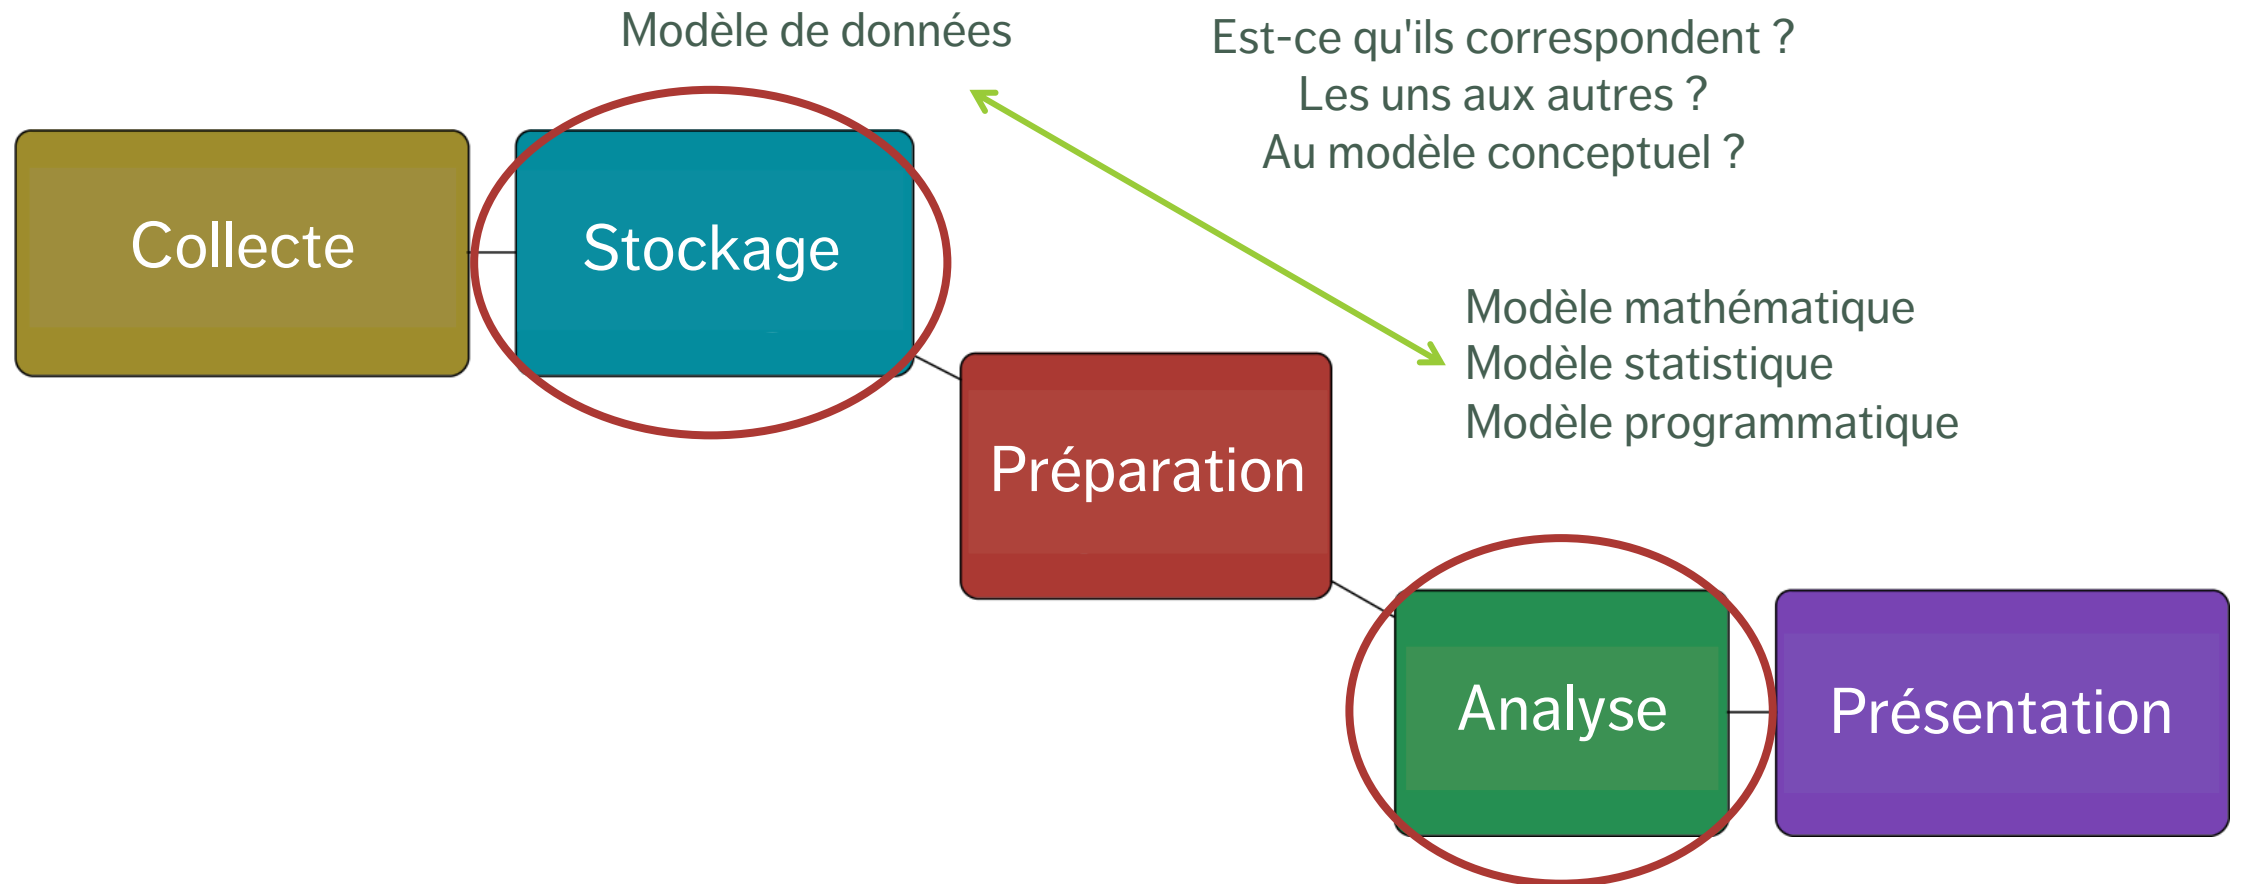 Modèle de données
Est-ce qu'ils correspondent ?
Les uns aux autres ?
Au modèle conceptuel ?
Collecte
Stockage
Modèle mathématique
Modèle statistique
Modèle programmatique
Préparation
Analyse
Présentation